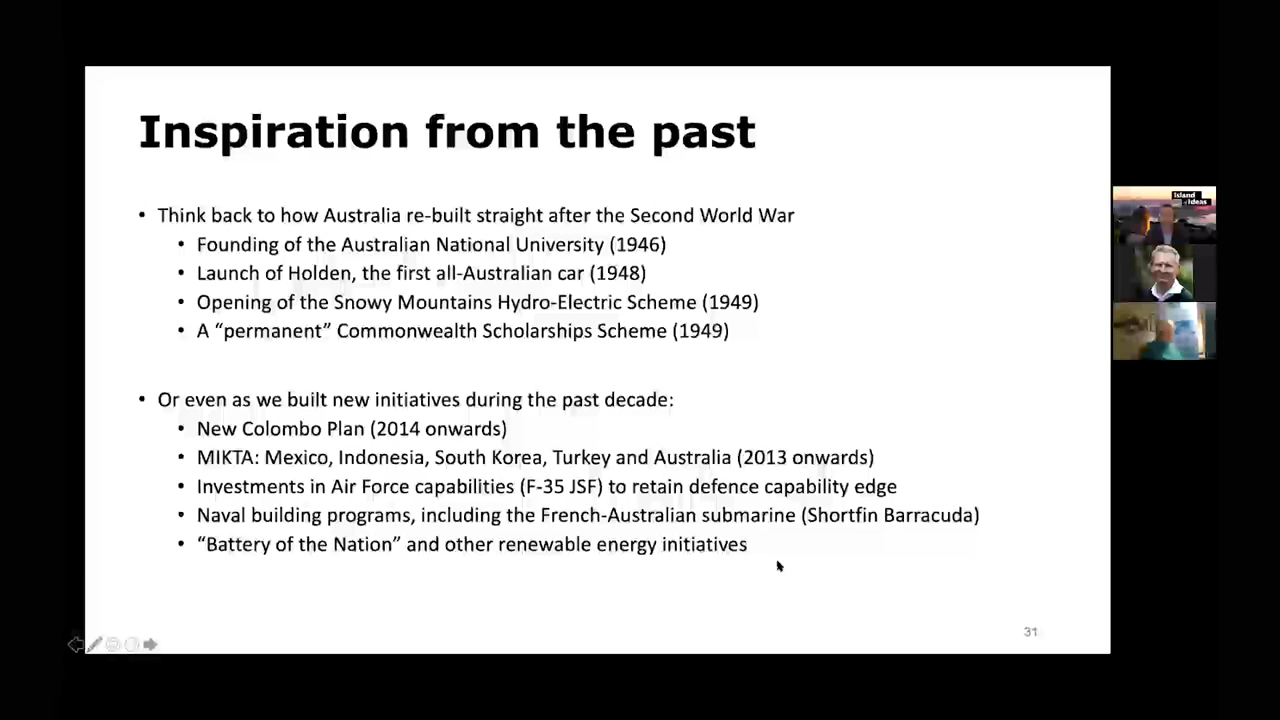 Inspiration from the past
• Think back to how Australia re-built straight after the Second World War
• Founding of the Australian National University (1946)
• Launch of Holden, the first all-Australian car (1948)
• Opening of the Snowy Mountains Hydro-Electric Scheme (1949)
• A “permanent” Commonwealth Scholarships Scheme (1949)
• Or even as we built new initiatives during the past decade:
• New Colombo Plan (2014 onwards)
• MIKTA: Mexico, Indonesia, South Korea, Turkey and Australia (2013 onwards)
• Investments in Air Force capabilities (F-35 JSF) to retain defence capability edge
• Naval building programs, including the French-Australian submarine (Shortfin Barracuda)
• “Battery of the Nation” and other renewable energy initiatives
31
Island
of Ideas